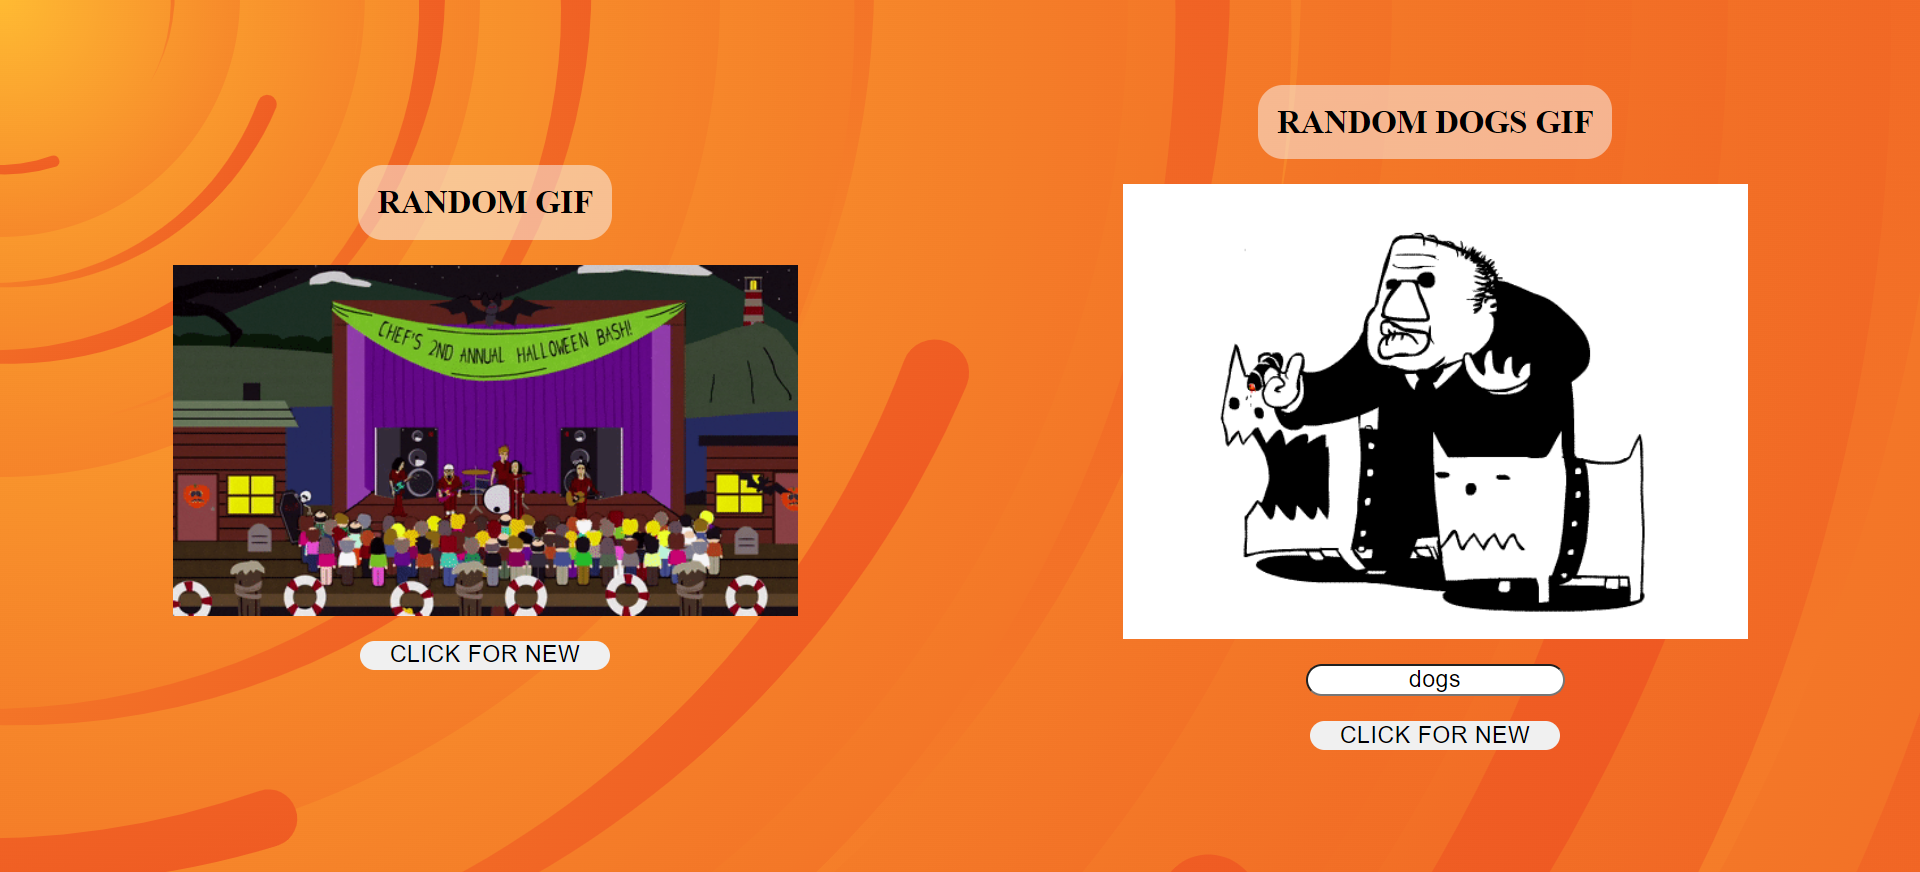 RANDOM GIF
CHEF'S 2ND ANNUAL HALLOWEEN BASH!
CLICK FOR NEW
RANDOM DOGS GIF
dogs
CLICK FOR NEW